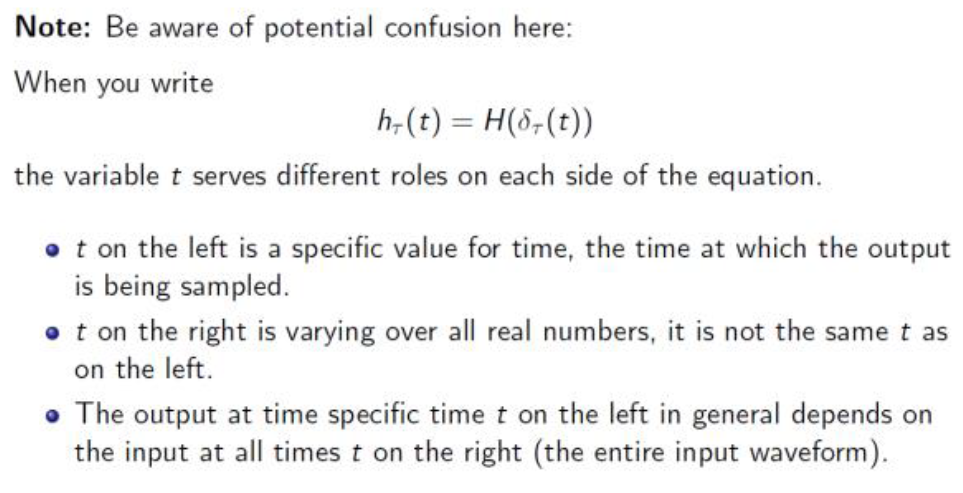 Note: Be aware of potential confusion here:
When you write
h_τ(t) = H(δ_τ(t))
the variable t serves different roles on each side of the equation.
t on the left is a specific value for time, the time at which the output
is being sampled.
t on the right is varying over all real numbers, it is not the same t as
on the left.
The output at time specific time t on the left in general depends on
the input at all times t on the right (the entire input waveform).